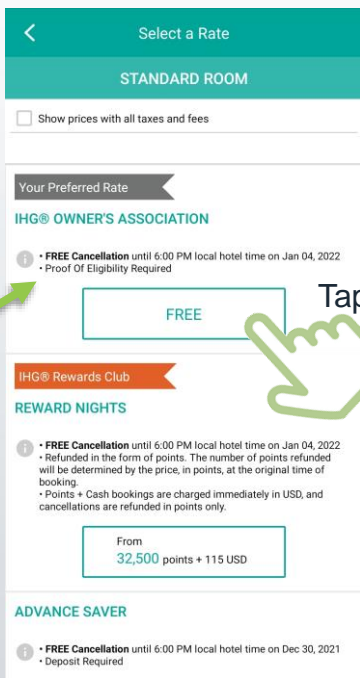 Select a Rate
STANDARD ROOM
Show prices with all taxes and fees
Your Preferred Rate
IHG® OWNER'S ASSOCIATION
• FREE Cancellation until 6:00 PM local hotel time on Jan 04, 2022
• Proof Of Eligibility Required
FREE
Tap
IHG® Rewards Club
REWARD NIGHTS
• FREE Cancellation until 6:00 PM local hotel time on Jan 04, 2022
• Refunded in the form of points. The number of points refunded
will be determined by the price, in points, at the original time of
booking.
• Points + Cash bookings are charged immediately in USD, and
cancellations are refunded in points only.
From
32,500 points + 115 USD
ADVANCE SAVER
• FREE Cancellation until 6:00 PM local hotel time on Dec 30, 2021
• Deposit Required